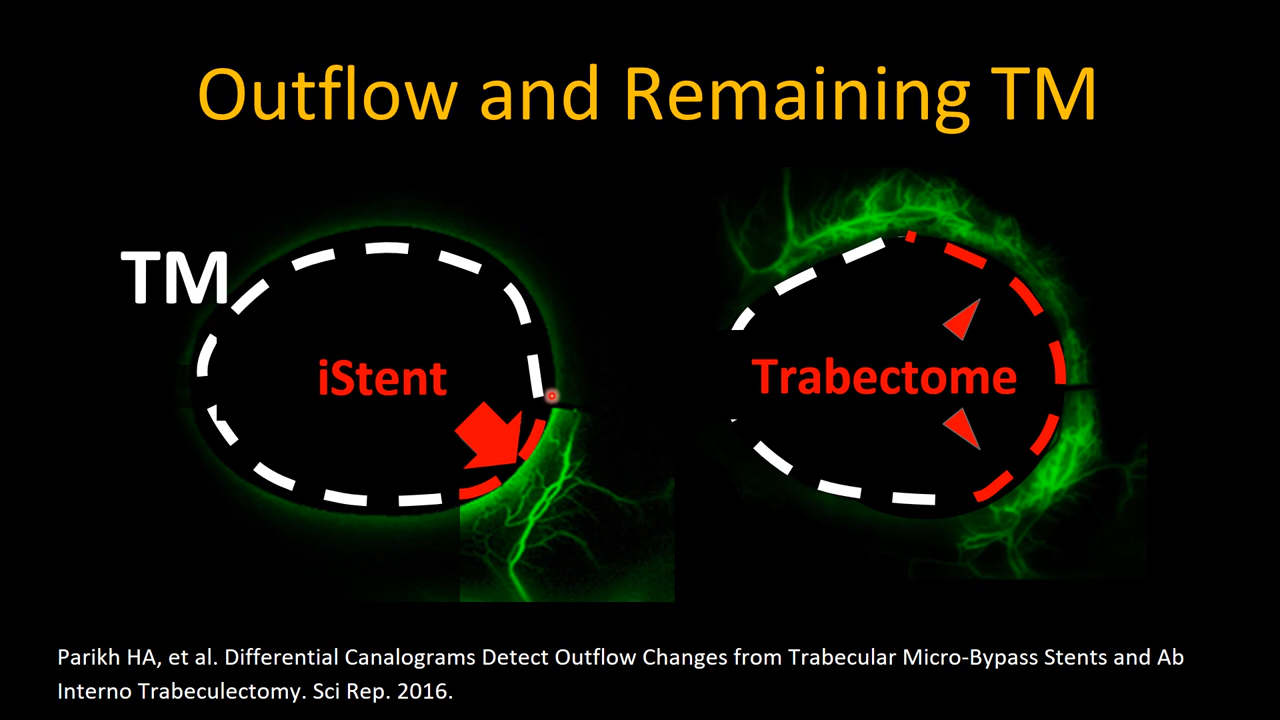 Outflow and Remaining TM
TM
iStent
Trabectome
Parikh HA, et al. Differential Canalograms Detect Outflow Changes from Trabecular Micro-Bypass Stents and Ab
Interno Trabeculectomy. Sci Rep. 2016.